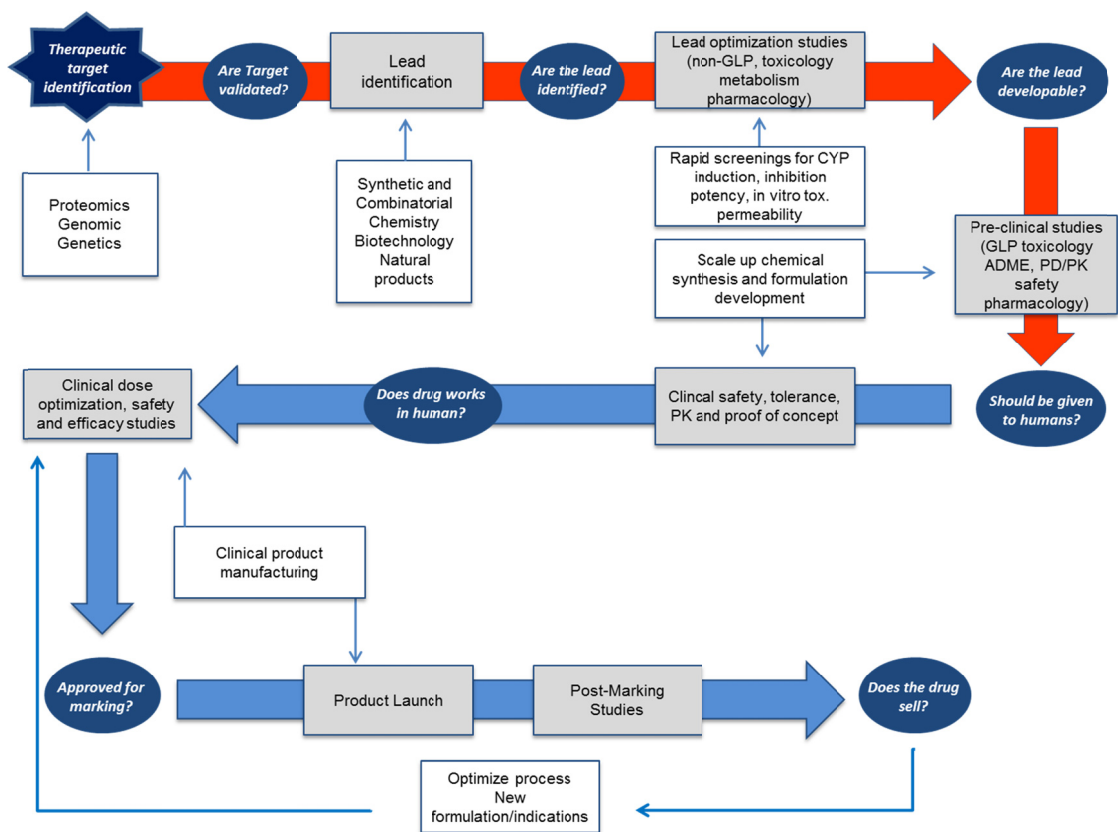 Therapeutic
target
identification
Are Target
validated?
Lead
identification
Are the lead
identified?
Lead optimization studies
(non-GLP, toxicology
metabolism
pharmacology)
Are the lead
developable?
Proteomics
Genomic
Genetics
Synthetic and
Combinatorial
Chemistry
Biotechnology
Natural
products
Rapid screenings for CYP
induction, inhibition
potency, in vitro tox.
permeability
Scale up chemical
synthesis and formulation
development
Pre-clinical studies
(GLP toxicology
ADME, PD/PK
safety
pharmacology)
Clinical dose
optimization, safety
and efficacy studies
Does drug works
in human?
Clincal safety, tolerance,
PK and proof of concept
Should be given
to humans?
Clinical product
manufacturing
Approved for
marking?
Product Launch
Post-Marking
Studies
Does the drug
sell?
Optimize process
New
formulation/indications